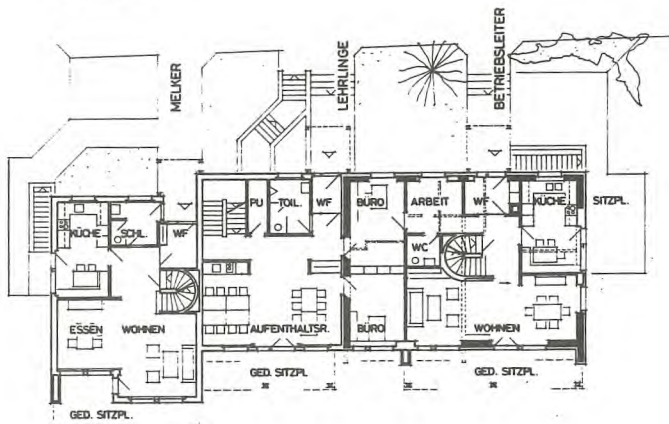 MELKER
LEHRLINGE
BETRIEBSLEITER
KÜCHE
SCHL.
WF
PU
TOIL.
WF
BÜRO
ARBEIT
WF
KÜCHE
SITZPL.
WC
ESSEN
WOHNEN
AUFENTHALTSR.
BÜRO
WOHNEN
GED. SITZPL.
GED. SITZPL.
GED. SITZPL.